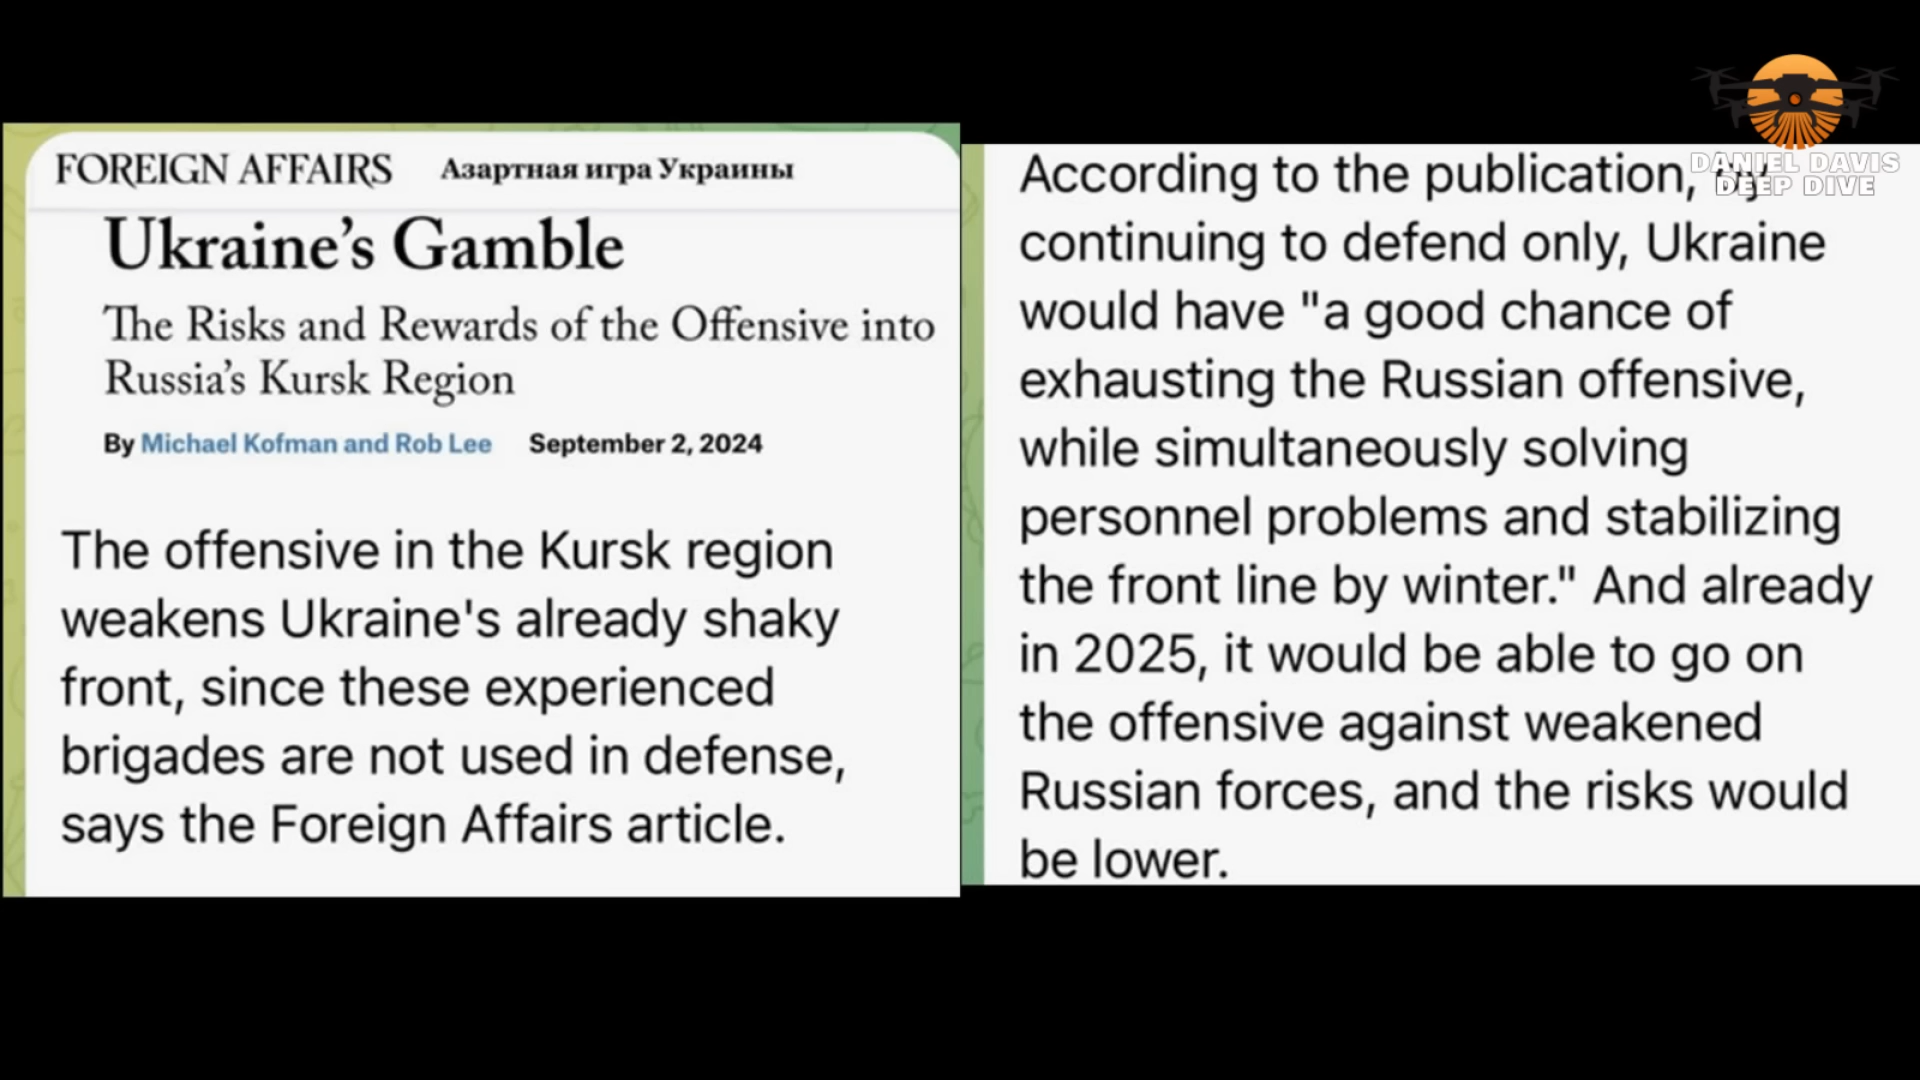 FOREIGN AFFAIRS Азартная игра Украины
Ukraine's Gamble
The Risks and Rewards of the Offensive into
Russia's Kursk Region
By Michael Kofman and Rob Lee September 2, 2024
The offensive in the Kursk region
weakens Ukraine's already shaky
front, since these experienced
brigades are not used in defense,
says the Foreign Affairs article.
DANIEL DAVIS
DEEP DIVE
According to the publication, by
continuing to defend only, Ukraine
would have "a good chance of
exhausting the Russian offensive,
while simultaneously solving
personnel problems and stabilizing
the front line by winter." And already
in 2025, it would be able to go on
the offensive against weakened
Russian forces, and the risks would
be lower.